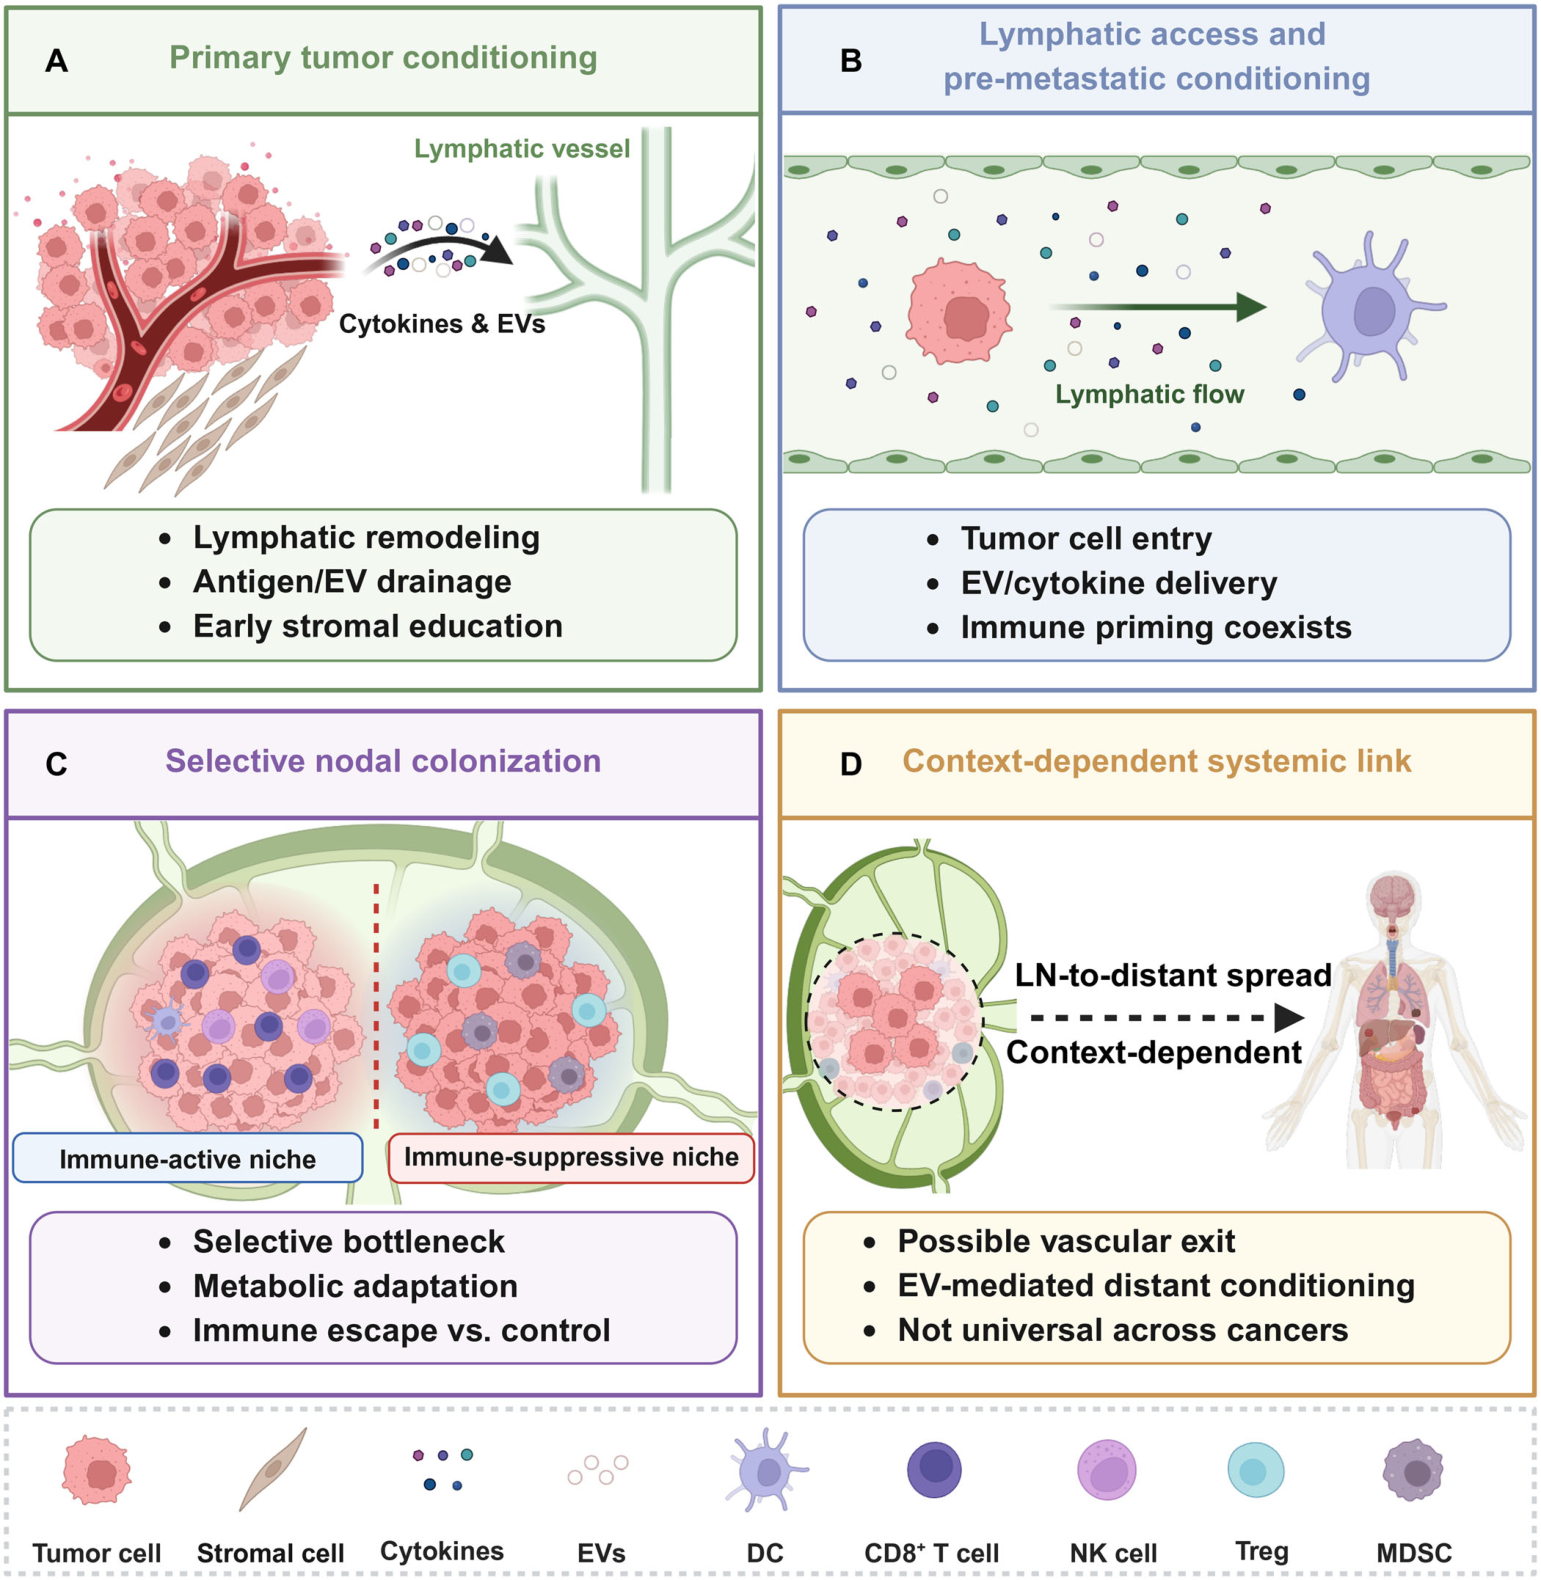 A
Primary tumor conditioning
Lymphatic vessel
Cytokines & EVs
• Lymphatic remodeling
• Antigen/EV drainage
• Early stromal education
B
Lymphatic access and
pre-metastatic conditioning
Lymphatic flow
• Tumor cell entry
• EV/cytokine delivery
• Immune priming coexists
C
Selective nodal colonization
Immune-active niche
Immune-suppressive niche
• Selective bottleneck
• Metabolic adaptation
• Immune escape vs. control
D
Context-dependent systemic link
LN-to-distant spread
Context-dependent
• Possible vascular exit
• EV-mediated distant conditioning
• Not universal across cancers
Tumor cell
Stromal cell
Cytokines
EVs
DC
CD8⁺ T cell
NK cell
Treg
MDSC